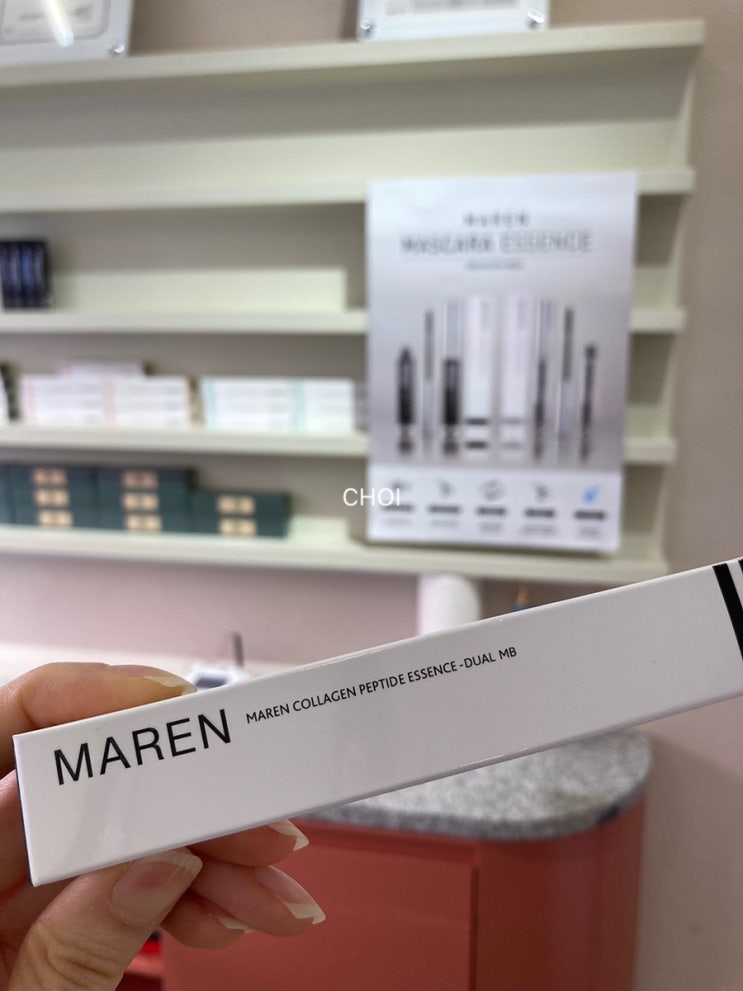 MAREN
MASCARA ESSENCE
CHOI
MAREN MAREN COLLAGEN PEPTIDE ESSENCE-DUAL MB